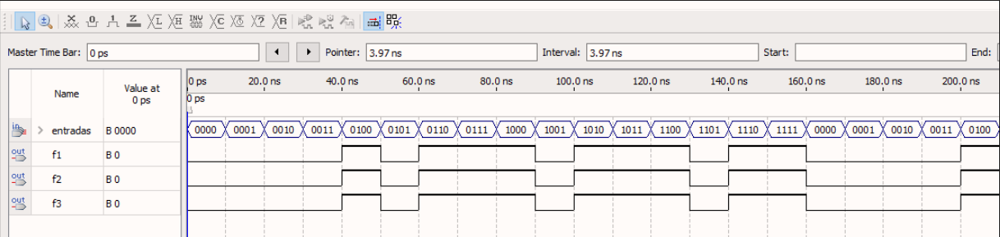 Master Time Bar: 0 ps Pointer: 3.97 ns Interval: 3.97 ns Start: End:
Name Value at 0 ps
0 ps 20.0 ns 40.0 ns 60.0 ns 80.0 ns 100.0 ns 120.0 ns 140.0 ns 160.0 ns 180.0 ns 200.0 ns
0 ps
in entradas B 0000 0000 0001 0010 0011 0100 0101 0110 0111 1000 1001 1010 1011 1100 1101 1110 1111 0000 0001 0010 0011 0100
out f1 B 0
out f2 B 0
out f3 B 0